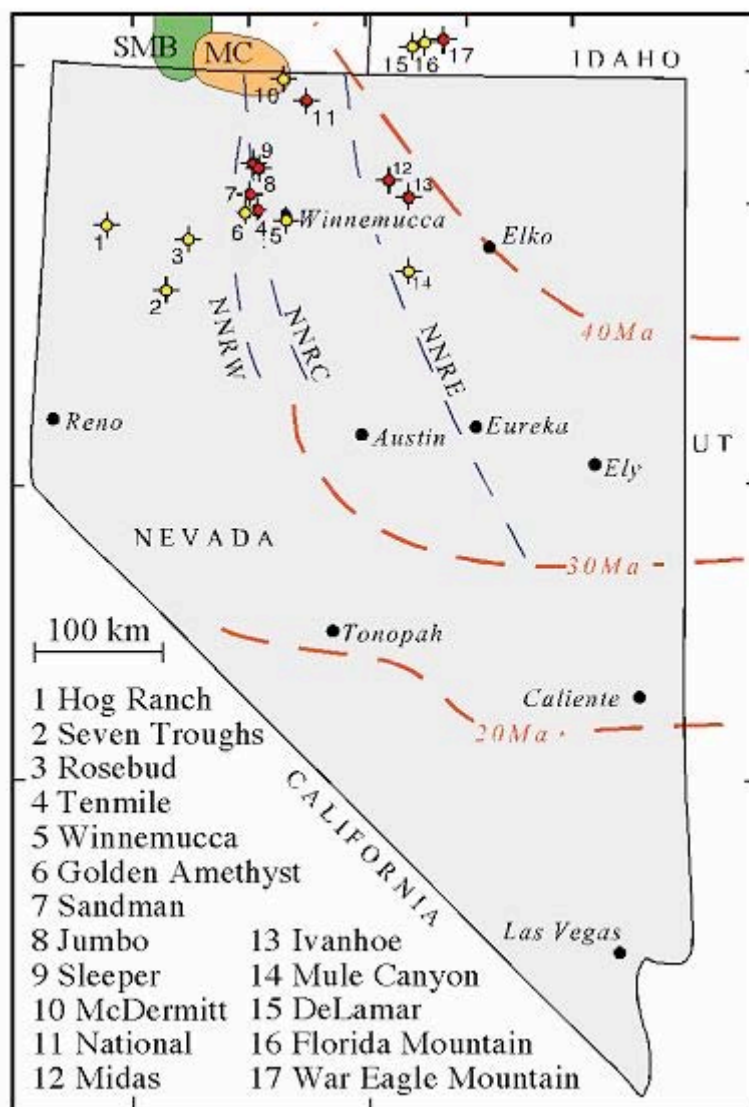 SMB
MC
15 16 17
IDAHO
10
11
9
8
12
13
7
6 4 5
Winnemucca
1
3
2
Elko
14
NNRW
NNRC
NNRE
40Ma
Reno
Austin
Eureka
Ely
UT
NEVADA
30Ma
100 km
Tonopah
Caliente
20Ma
CALIFORNIA
Las Vegas
1 Hog Ranch
2 Seven Troughs
3 Rosebud
4 Tenmile
5 Winnemucca
6 Golden Amethyst
7 Sandman
8 Jumbo
9 Sleeper
10 McDermitt
11 National
12 Midas
13 Ivanhoe
14 Mule Canyon
15 DeLamar
16 Florida Mountain
17 War Eagle Mountain